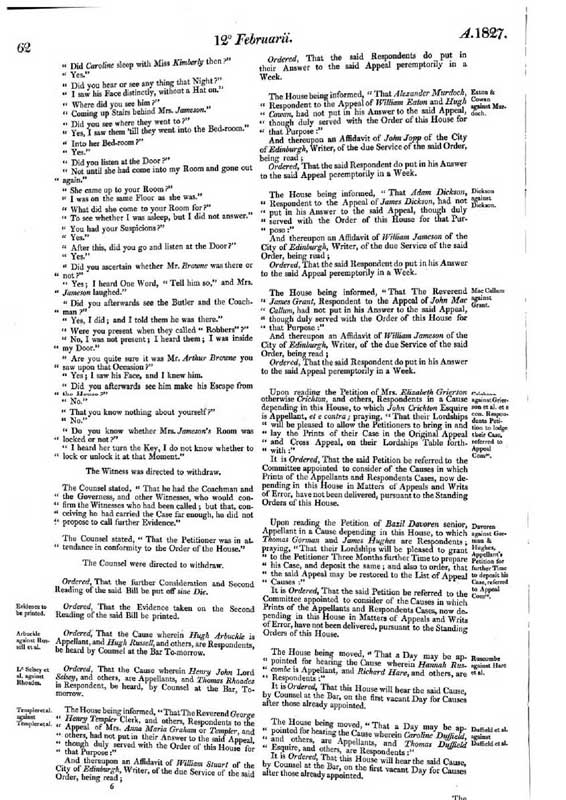 62
12° Februarii.
A.1827.
" Did Caroline sleep with Miss Kimberly then?"
" Yes."
" Did you hear or see any thing that Night?"
" I saw his Face distinctly, without a Hat on."
" Where did you see him?"
" Coming up Stairs behind Mrs. Jameson."
" Did you see where they went to?"
" Yes, I saw them 'till they went into the Bed-room."
" Into her Bed-room?"
" Yes."
" Did you listen at the Door?"
" Not until she had come into my Room and gone out
" again."
" She came up to your Room?"
" I was on the same Floor as she was."
" What did she come to your Room for?"
" To see whether I was asleep, but I did not answer."
" You had your Suspicions?"
" Yes."
" After this, did you go and listen at the Door?"
" Yes."
" Did you ascertain whether Mr. Browne was there or
" not?"
" Yes; I heard One Word, " Tell him so," and Mrs.
" Jameson laughed."
" Did you afterwards see the Butler and the Coach-
" man?"
" Yes, I did; and I told them he was there."
" Were you present when they called " Robbers"?"
" No, I was not present; I heard them; I was inside
" my Door."
" Are you quite sure it was Mr. Arthur Browne you
" saw upon that Occasion?"
" Yes; I saw his Face, and I knew him.
" Did you afterwards see him make his Escape from
" the House?"
" No."
" That you know nothing about yourself?"
" No."
" Do you know whether Mrs. Jameson's Room was
" locked or not?"
" I heard her turn the Key, I do not know whether to
" lock or unlock it at that Moment."
The Witness was directed to withdraw.
The Counsel stated, " That he had the Coachman and
" the Governess, and other Witnesses, who would con-
" firm the Witnesses who had been called; but that, con-
" ceiving he had carried the Case far enough, he did not
" propose to call further Evidence."
The Counsel stated, " That the Petitioner was in at-
" tendance in conformity to the Order of the House."
The Counsel were directed to withdraw.
Ordered, That the further Consideration and Second
Reading of the said Bill be put off sine Die.
Evidence to
be printed.
Ordered, That the Evidence taken on the Second
Reading of the said Bill be printed.
Arbuckle
against Rus-
sell et al.
Ordered, That the Cause wherein Hugh Arbuckle is
Appellant, and Hugh Russell, and others, are Respondents,
be heard by Counsel at the Bar To-morrow.
Ld Selsey et
al. against
Rhoades.
Ordered, That the Cause wherein Henry John Lord
Selsey, and others, are Appellants, and Thomas Rhoades
is Respondent, be heard, by Counsel at the Bar, To-
morrow.
Templer et al.
against
Templer et al.
The House being informed, "That The Reverend George
" Henry Templer Clerk, and others, Respondents to the
" Appeal of Mrs. Anna Maria Graham or Templer, and
" others, had not put in their Answer to the said Appeal,
" though duly served with the Order of this House for
" that Purpose:"
And thereupon an Affidavit of William Stuart of the
City of Edinburgh, Writer, of the due Service of the said
Order, being read;
6
Ordered, That the said Respondents do put in
their Answer to the said Appeal peremptorily in a
Week.
The House being informed, " That Alexander Murdoch,
" Respondent to the Appeal of William Eaton and Hugh
" Cowan, had not put in his Answer to the said Appeal,
" though duly served with the Order of this House for
" that Purpose:"
Eaton &
Cowan
against Mur-
doch.
And thereupon an Affidavit of John Jopp of the City
of Edinburgh, Writer, of the due Service of the said Order,
being read;
Ordered, That the said Respondent do put in his Answer
to the said Appeal peremptorily in a Week.
The House being informed, " That Adam Dickson,
" Respondent to the Appeal of James Dickson, had not
" put in his Answer to the said Appeal, though duly
" served with the Order of this House for that Pur-
" pose:"
Dickson
against
Dickson.
And thereupon an Affidavit of William Jameson of the
City of Edinburgh, Writer, of the due Service of the said
Order, being read;
Ordered, That the said Respondent do put in his Answer
to the said Appeal peremptorily in a Week.
The House being informed, " That The Reverend
" James Grant, Respondent to the Appeal of John Mac
" Callum, had not put in his Answer to the said Appeal,
" though duly served with the Order of this House for
" that Purpose:"
Mac Callum
against
Grant.
And thereupon an Affidavit of William Jameson of the
City of Edinburgh, Writer, of the due Service of the said
Order, being read;
Ordered, That the said Respondent do put in his Answer
to the said Appeal peremptorily in a Week.
Upon reading the Petition of Mrs. Elizabeth Grierson
otherwise Crichton, and others, Respondents in a Cause
depending in this House, to which John Crichton Esquire
is Appellant, et e contra; praying, "That their Lordships
" will be pleased to allow the Petitioners to bring in and
" lay the Prints of their Case in the Original Appeal
" and Cross Appeal, on their Lordships Table forth-
" with:"
Crichton
against Grier-
son et al. et e
con. Respon-
dents Peti-
tion to lodge
their Case,
referred to
Appeal
Comee.
It is Ordered, That the said Petition be referred to the
Committee appointed to consider of the Causes in which
Prints of the Appellants and Respondents Cases, now de-
pending in this House in Matters of Appeals and Writs
of Error, have not been delivered, pursuant to the Standing
Orders of this House.
Upon reading the Petition of Bazil Davoren senior,
Appellant in a Cause depending in this House, to which
Thomas Gorman and James Hughes are Respondents;
praying, "That their Lordships will be pleased to grant
" to the Petitioner Three Months further Time to prepare
" his Case, and deposit the same; and also to order, that
" the said Appeal may be restored to the List of Appeal
" Causes:"
Davoren
against Gor-
man &
Hughes,
Appellant's
Petition for
further Time
to deposit his
Case, referred
to Appeal
Comee.
It is Ordered, That the said Petition be referred to the
Committee appointed to consider of the Causes in which
Prints of the Appellants and Respondents Cases, now de-
pending in this House in Matters of Appeals and Writs
of Error, have not been delivered, pursuant to the Standing
Orders of this House.
The House being moved, " That a Day may be ap-
" pointed for hearing the Cause wherein Hannah Rus-
" combe is Appellant, and Richard Hare, and others, are
" Respondents:"
Ruscombe
against Hare
et al.
It is Ordered, That this House will hear the said Cause,
by Counsel at the Bar, on the first vacant Day for Causes
after those already appointed.
The House being moved, " That a Day may be ap-
" pointed for hearing the Cause wherein Caroline Duffield,
" and others, are Appellants, and Thomas Duffield
" Esquire, and others, are Respondents:"
Duffield et al.
against
Duffield et al.
It is Ordered, That this House will hear the said Cause,
by Counsel at the Bar, on the first vacant Day for Causes
after those already appointed.
The